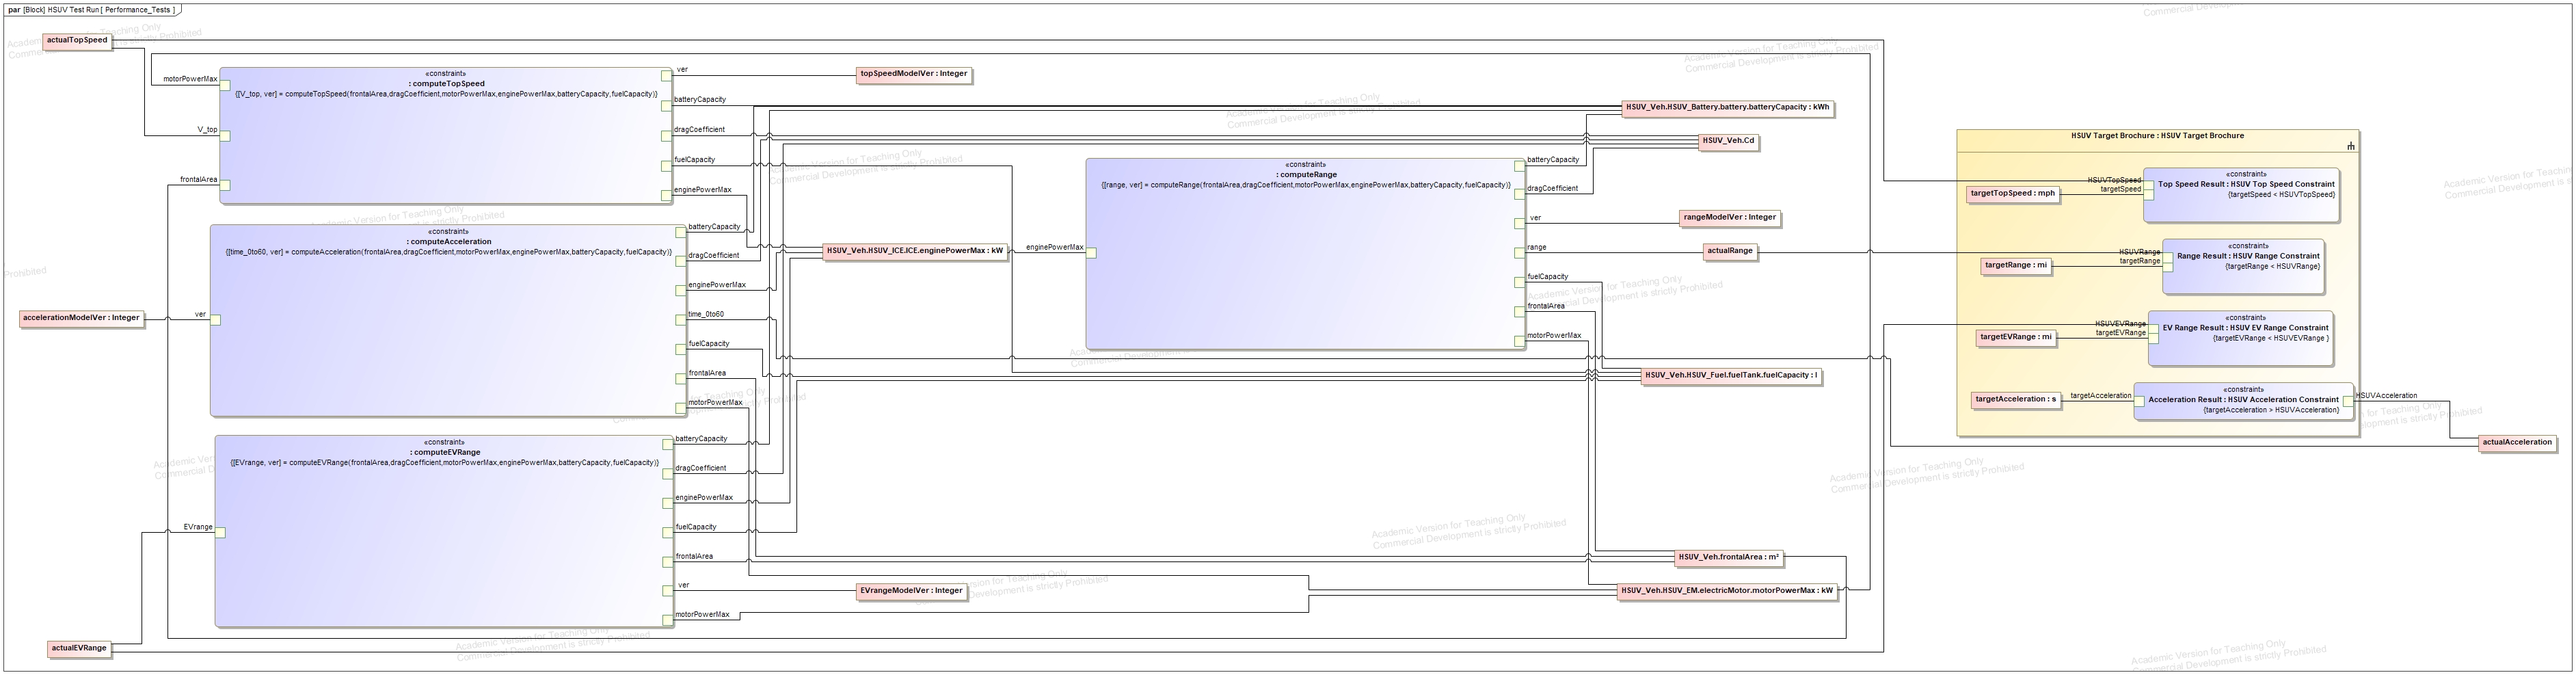 par [Block] HSUV Test Run [ Performance_Tests ]
actualTopSpeed
motorPowerMax
V_top
frontalArea
«constraint»
: computeTopSpeed
{[V_top, ver] = computeTopSpeed(frontalArea,dragCoefficient,motorPowerMax,enginePowerMax,batteryCapacity,fuelCapacity)}
ver
batteryCapacity
dragCoefficient
fuelCapacity
enginePowerMax
topSpeedModelVer : Integer
accelerationModelVer : Integer
ver
«constraint»
: computeAcceleration
{[time_0to60, ver] = computeAcceleration(frontalArea,dragCoefficient,motorPowerMax,enginePowerMax,batteryCapacity,fuelCapacity)}
batteryCapacity
dragCoefficient
enginePowerMax
time_0to60
fuelCapacity
frontalArea
motorPowerMax
EVrange
actualEVRange
«constraint»
: computeEVRange
{[EVrange, ver] = computeEVRange(frontalArea,dragCoefficient,motorPowerMax,enginePowerMax,batteryCapacity,fuelCapacity)}
batteryCapacity
dragCoefficient
enginePowerMax
fuelCapacity
frontalArea
ver
motorPowerMax
EVrangeModelVer : Integer
HSUV_Veh.HSUV_ICE.ICE.enginePowerMax : kW
enginePowerMax
«constraint»
: computeRange
{[range, ver] = computeRange(frontalArea,dragCoefficient,motorPowerMax,enginePowerMax,batteryCapacity,fuelCapacity)}
batteryCapacity
dragCoefficient
ver
range
fuelCapacity
frontalArea
motorPowerMax
HSUV_Veh.HSUV_Battery.battery.batteryCapacity : kWh
HSUV_Veh.Cd
rangeModelVer : Integer
actualRange
HSUV_Veh.HSUV_Fuel.fuelTank.fuelCapacity : l
HSUV_Veh.frontalArea : m²
HSUV_Veh.HSUV_EM.electricMotor.motorPowerMax : kW
HSUV Target Brochure : HSUV Target Brochure
targetTopSpeed : mph
HSUVTopSpeed
targetSpeed
«constraint»
Top Speed Result : HSUV Top Speed Constraint
{targetSpeed < HSUVTopSpeed}
targetRange : mi
HSUVRange
targetRange
«constraint»
Range Result : HSUV Range Constraint
{targetRange < HSUVRange}
targetEVRange : mi
HSUVEVRange
targetEVRange
«constraint»
EV Range Result : HSUV EV Range Constraint
{targetEVRange < HSUVEVRange }
targetAcceleration : s
targetAcceleration
«constraint»
Acceleration Result : HSUV Acceleration Constraint
{targetAcceleration > HSUVAcceleration}
HSUVAcceleration
actualAcceleration
Academic Version for Teaching Only
Commercial Development is strictly Prohibited